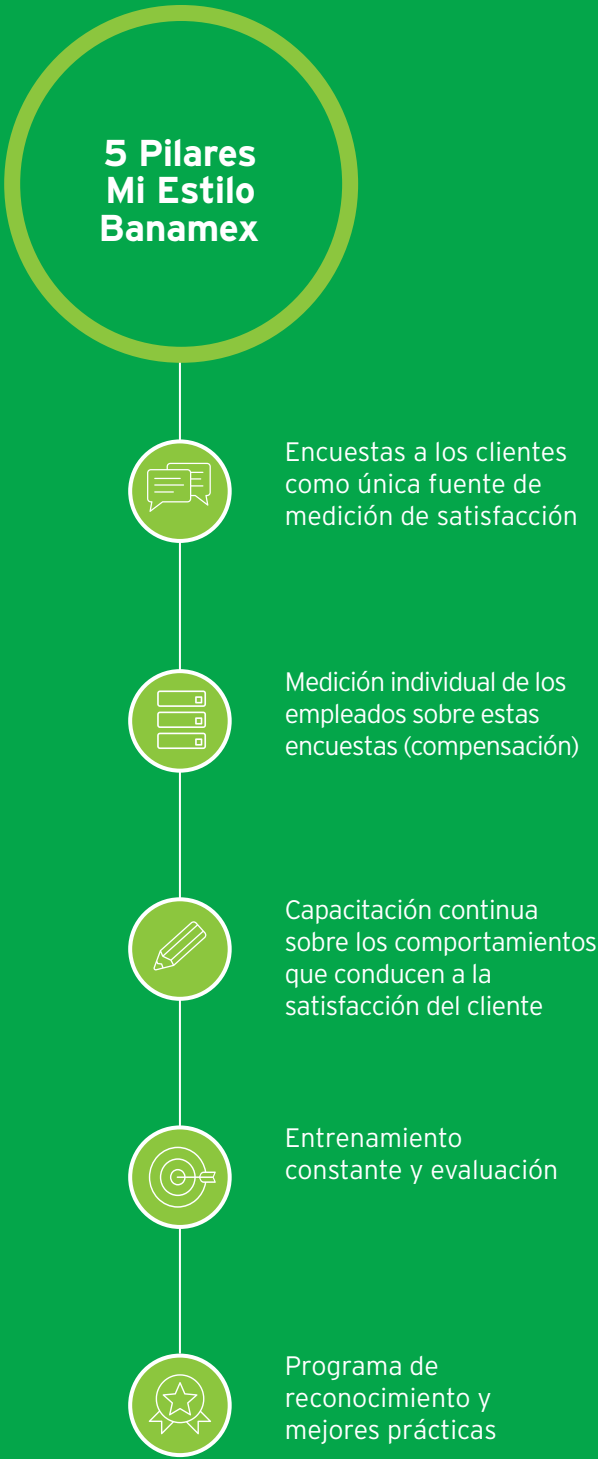 5 Pilares
Mi Estilo
Banamex
Encuestas a los clientes
como única fuente de
medición de satisfacción
Medición individual de los
empleados sobre estas
encuestas (compensación)
Capacitación continua
sobre los comportamientos
que conducen a la
satisfacción del cliente
Entrenamiento
constante y evaluación
Programa de
reconocimiento y
mejores prácticas